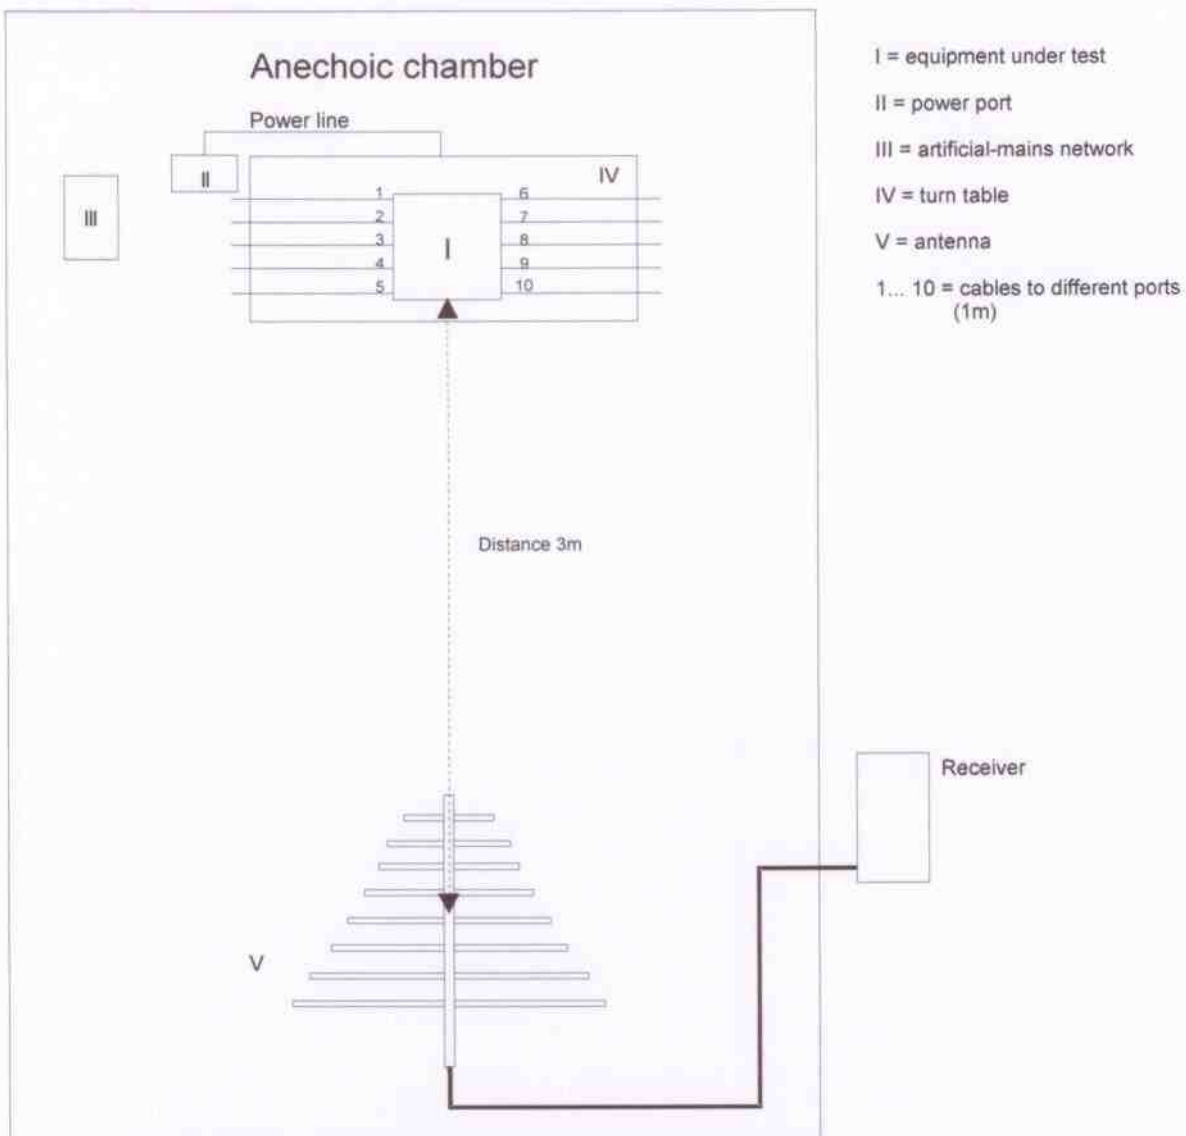 Anechoic chamber
Power line
II
IV
III
1
2
3
4
5
I
6
7
8
9
10
Distance 3m
V
Receiver
I = equipment under test
II = power port
III = artificial-mains network
IV = turn table
V = antenna
1... 10 = cables to different ports
(1m)